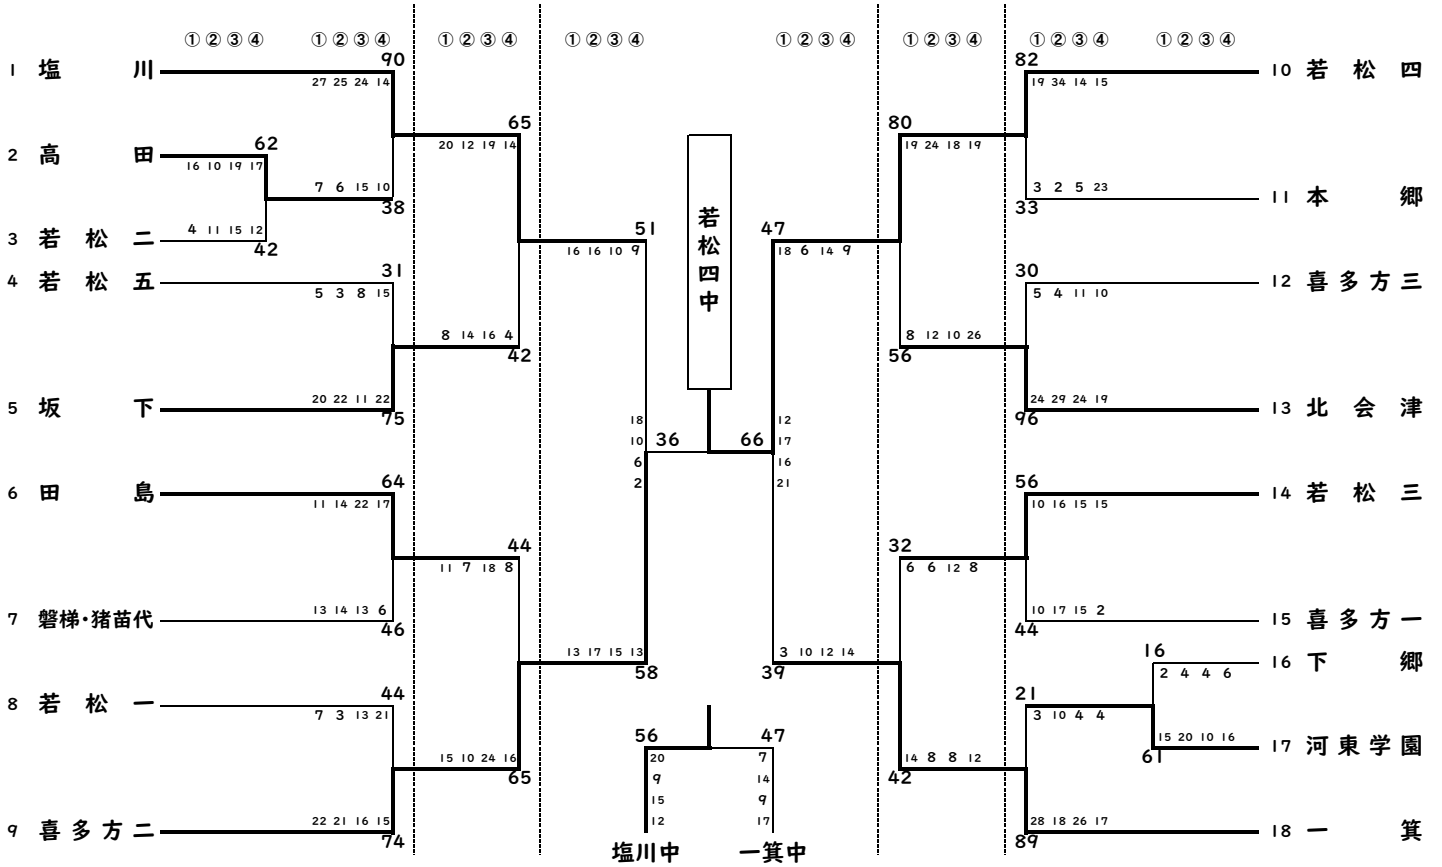 ①②③④ ①②③④ ①②③④ ①②③④ ①②③④ ①②③④ ①②③④ ①②③④
90 82
1 塩川 10 若松四
27 25 24 14 19 34 14 15
65 80
62 20 12 19 14 19 24 18 19
2 高田
16 10 19 17
7 6 15 10 3 2 5 23
38 33 11 本郷
若松四中
4 11 15 12 51 47
3 若松二
42 16 16 10 9 18 6 14 9
31 30
4 若松五 12 喜多方三
5 3 8 15 5 4 11 10
8 14 16 4 8 12 10 26
42 56
20 22 11 22 24 29 24 19
5 坂下 13 北会津
75 96
18 12
10 36 66 17
6 16
2 21
64 56
6 田島 14 若松三
11 14 22 17 10 16 15 15
44 32
11 7 18 8 6 6 12 8
13 14 13 6 10 17 15 2
7 磐梯・猪苗代 15 喜多方一
46 44
13 17 15 13 3 10 12 14 16
16 下郷
58 39 2 4 4 6
44 21
8 若松一
7 3 13 21 3 10 4 4
56 47 15 20 10 16
17 河東学園
15 10 24 16 20 7 14 8 8 12 61
65 42
9 14
15 9
22 21 16 15 12 17 28 18 26 17
9 喜多方二 18 一箕
74 89
塩川中 一箕中